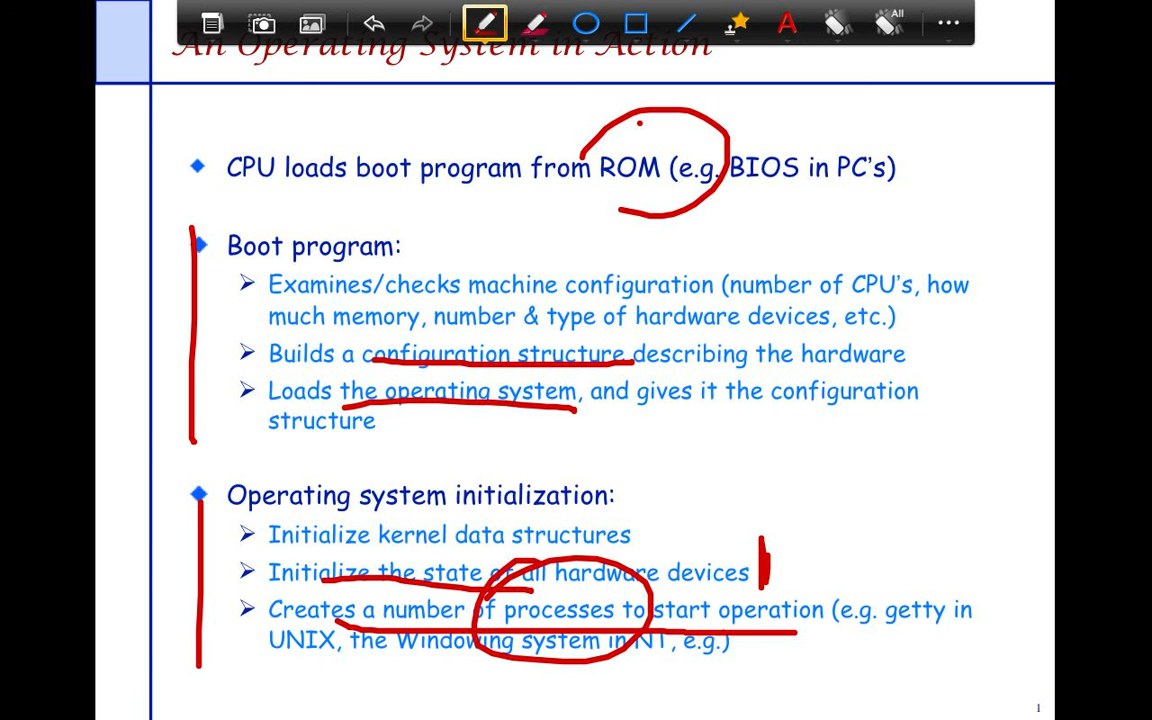 All
A
An Operating System in Action
CPU loads boot program from ROM (e.g. BIOS in PC's)
Boot program:
Examines/checks machine configuration (number of CPU's, how
much memory, number & type of hardware devices, etc.)
Builds a configuration structure describing the hardware
Loads the operating system, and gives it the configuration
structure
Operating system initialization:
Initialize kernel data structures
Initialize the state of all hardware devices
Creates a number of processes to start operation (e.g. getty in
UNIX, the Windowing system in NT, e.g.)
1